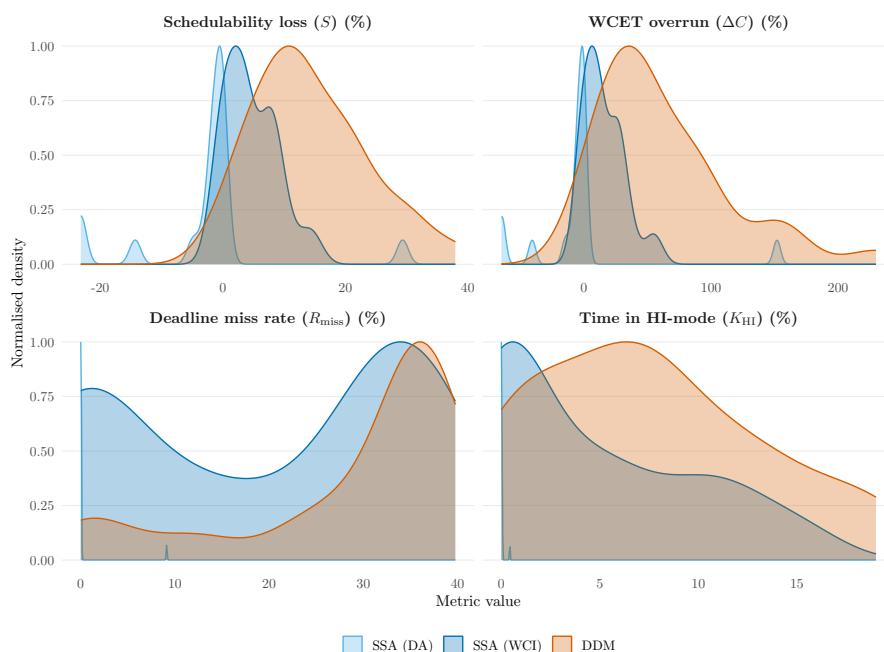 Schedulability loss (S) (%)
WCET overrun (ΔC) (%)
1.00
0.75
0.50
0.25
0.00
-20 0 20 40
0 100 200
Normalised density
Deadline miss rate (R_miss) (%)
Time in HI-mode (K_HI) (%)
1.00
0.75
0.50
0.25
0.00
0 10 20 30 40
0 5 10 15
Metric value
SSA (DA) SSA (WCI) DDM